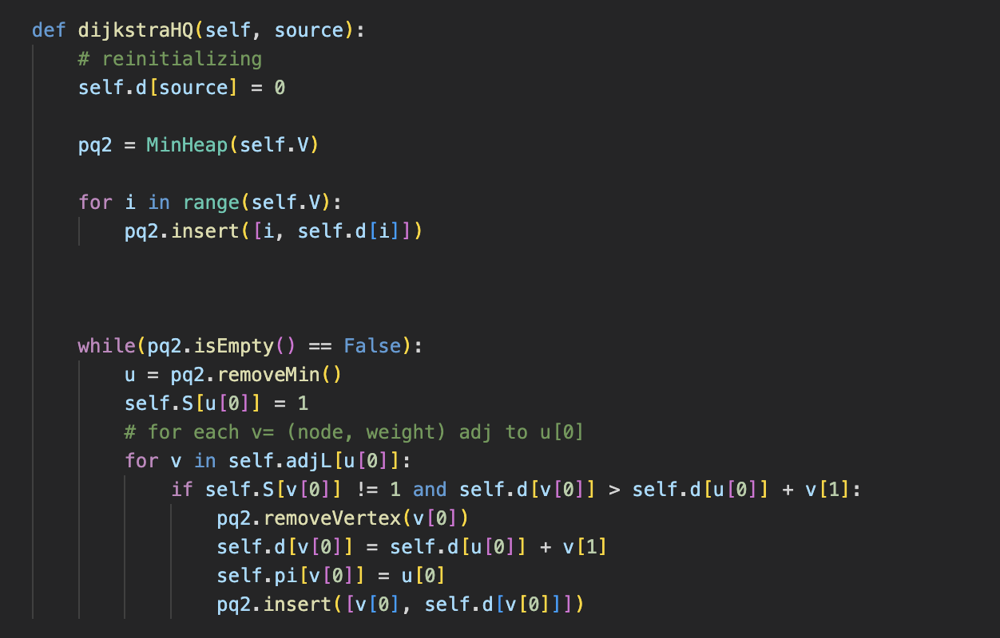 def dijkstraHQ(self, source):
    # reinitializing
    self.d[source] = 0
    pq2 = MinHeap(self.V)
    for i in range(self.V):
        pq2.insert([i, self.d[i]])
    while(pq2.isEmpty() == False):
        u = pq2.removeMin()
        self.S[u[0]] = 1
        # for each v= (node, weight) adj to u[0]
        for v in self.adjL[u[0]]:
            if self.S[v[0]] != 1 and self.d[v[0]] > self.d[u[0]] + v[1]:
                pq2.removeVertex(v[0])
                self.d[v[0]] = self.d[u[0]] + v[1]
                self.pi[v[0]] = u[0]
                pq2.insert([v[0], self.d[v[0]]])